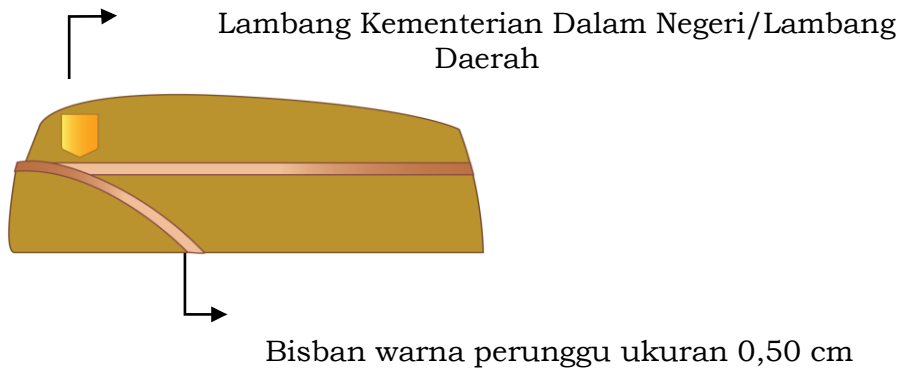 Lambang Kementerian Dalam Negeri/Lambang
Daerah
Bisban warna perunggu ukuran 0,50 cm